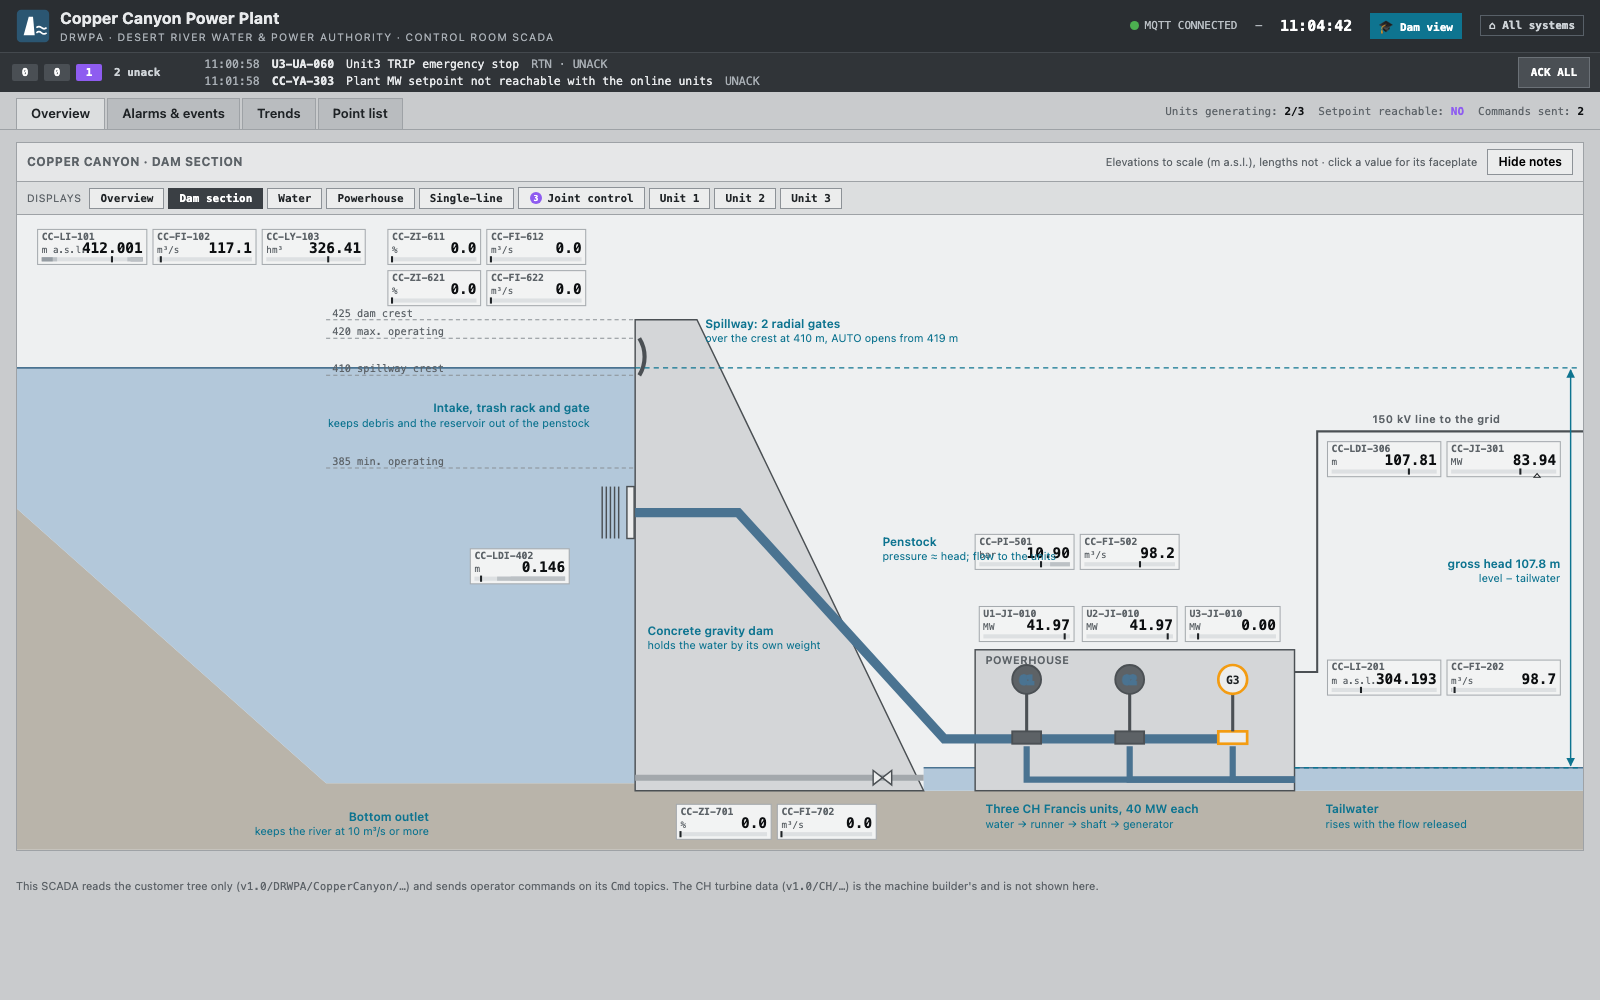 Copper Canyon Power Plant
DRWPA · DESERT RIVER WATER & POWER AUTHORITY · CONTROL ROOM SCADA
MQTT CONNECTED – 11:04:42 Dam view ⌂ All systems
0 0 1 2 unack
11:00:58 U3-UA-060 Unit3 TRIP emergency stop RTN · UNACK
11:01:58 CC-YA-303 Plant MW setpoint not reachable with the online units UNACK
ACK ALL
Overview Alarms & events Trends Point list
Units generating: 2/3 Setpoint reachable: NO Commands sent: 2
COPPER CANYON · DAM SECTION
Elevations to scale (m a.s.l.), lengths not · click a value for its faceplate Hide notes
DISPLAYS Overview Dam section Water Powerhouse Single-line 3 Joint control Unit 1 Unit 2 Unit 3
CC-LI-101 CC-FI-102 CC-LY-103 CC-ZI-611 CC-FI-612
m a.s.l. 412.001 m³/s 117.1 hm³ 326.41 % 0.0 m³/s 0.0
CC-ZI-621 CC-FI-622
% 0.0 m³/s 0.0
425 dam crest
420 max. operating
410 spillway crest
385 min. operating
Spillway: 2 radial gates
over the crest at 410 m, AUTO opens from 419 m
Intake, trash rack and gate
keeps debris and the reservoir out of the penstock
150 kV line to the grid
CC-LDI-306 CC-JI-301
m 107.81 MW 83.94
CC-LDI-402
m 0.146
Penstock
pressure ≈ head; flow to the units
CC-PI-501 CC-FI-502
bar 10.90 m³/s 98.2
gross head 107.8 m
level – tailwater
U1-JI-010 U2-JI-010 U3-JI-010
MW 41.97 MW 41.97 MW 0.00
Concrete gravity dam
holds the water by its own weight
POWERHOUSE
G3
CC-LI-201 CC-FI-202
m a.s.l. 304.193 m³/s 98.7
CC-ZI-701 CC-FI-702
% 0.0 m³/s 0.0
Bottom outlet
keeps the river at 10 m³/s or more
Three CH Francis units, 40 MW each
water → runner → shaft → generator
Tailwater
rises with the flow released
This SCADA reads the customer tree only (v1.0/DRWPA/CopperCanyon/…) and sends operator commands on its Cmd topics. The CH turbine data (v1.0/CH/…) is the machine builder's and is not shown here.